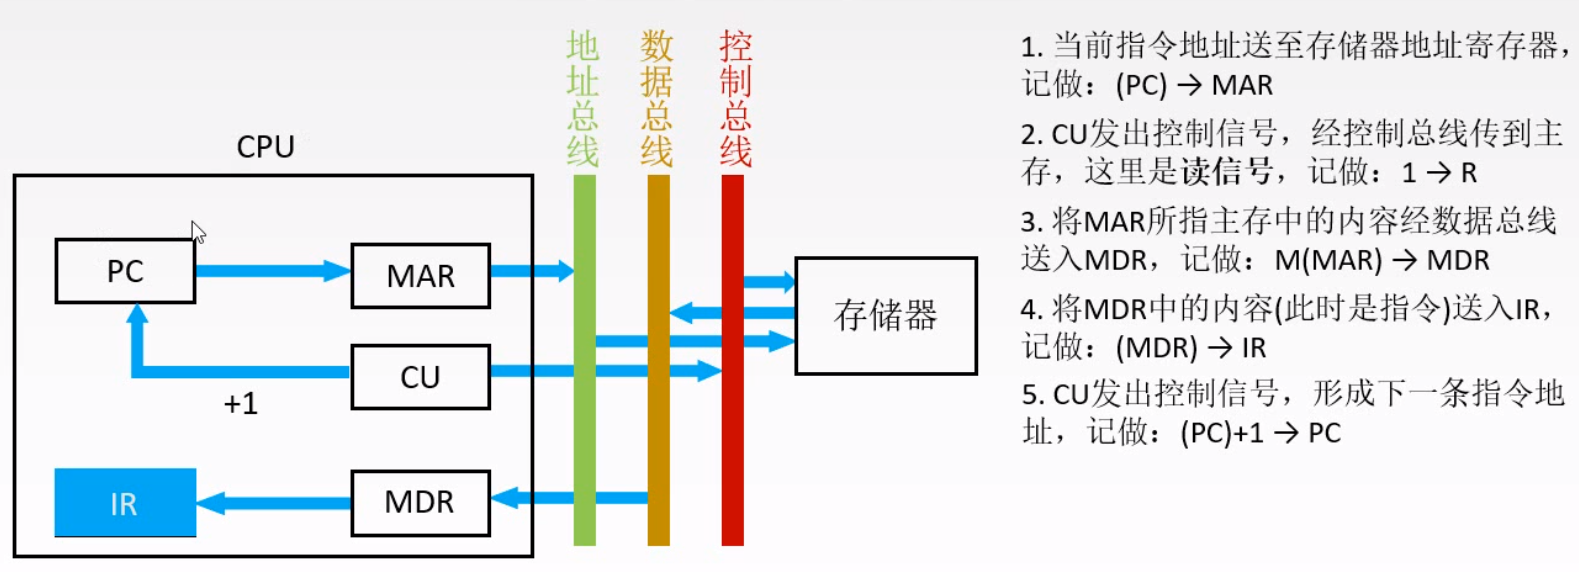 地址总线
数据总线
控制总线
CPU
PC
MAR
CU
+1
IR
MDR
存储器
1. 当前指令地址送至存储器地址寄存器，
记做：(PC) → MAR
2. CU发出控制信号，经控制总线传到主
存，这里是读信号，记做：1 → R
3. 将MAR所指主存中的内容经数据总线
送入MDR，记做：M(MAR) → MDR
4. 将MDR中的内容(此时是指令)送入IR，
记做：(MDR) → IR
5. CU发出控制信号，形成下一条指令地
址，记做：(PC)+1 → PC